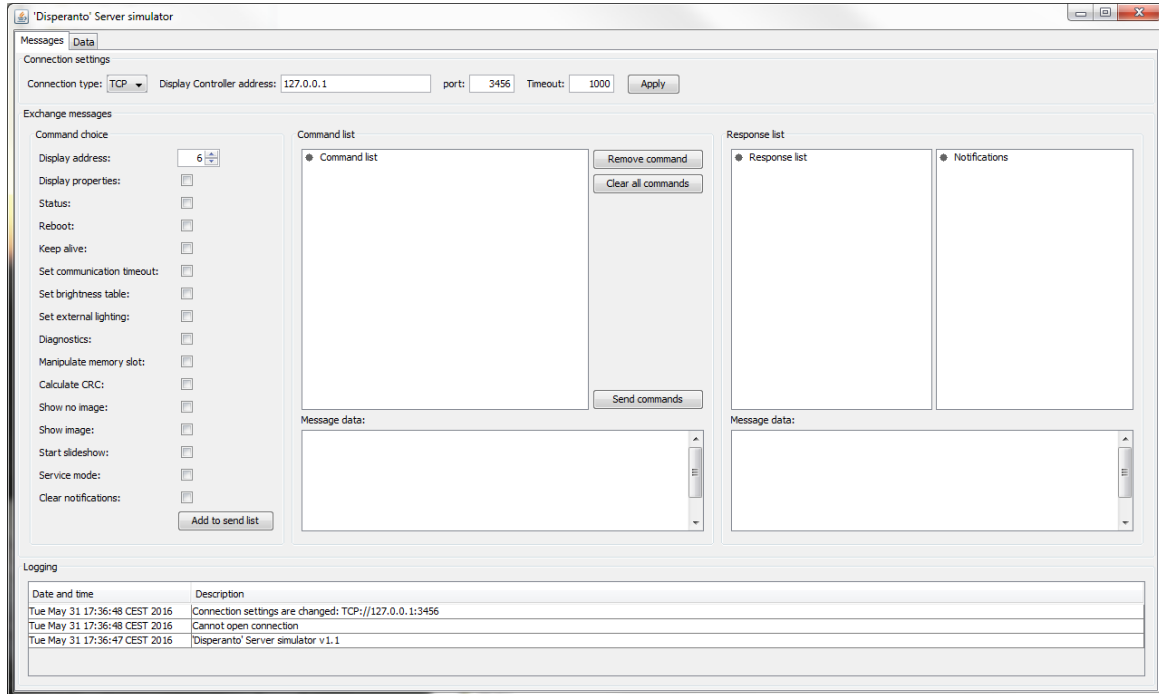 'Disperanto' Server simulator
Messages Data
Connection settings
Connection type: TCP Display Controller address: 127.0.0.1 port: 3456 Timeout: 1000 Apply
Exchange messages
Command choice
Display address: 6
Display properties:
Status:
Reboot:
Keep alive:
Set communication timeout:
Set brightness table:
Set external lighting:
Diagnostics:
Manipulate memory slot:
Calculate CRC:
Show no image:
Show image:
Start slideshow:
Service mode:
Clear notifications:
Add to send list
Command list
Command list
Remove command
Clear all commands
Send commands
Message data:
Response list
Response list
Notifications
Message data:
Logging
Date and time Description
Tue May 31 17:36:48 CEST 2016 Connection settings are changed: TCP://127.0.0.1:3456
Tue May 31 17:36:48 CEST 2016 Cannot open connection
Tue May 31 17:36:47 CEST 2016 'Disperanto' Server simulator v1.1